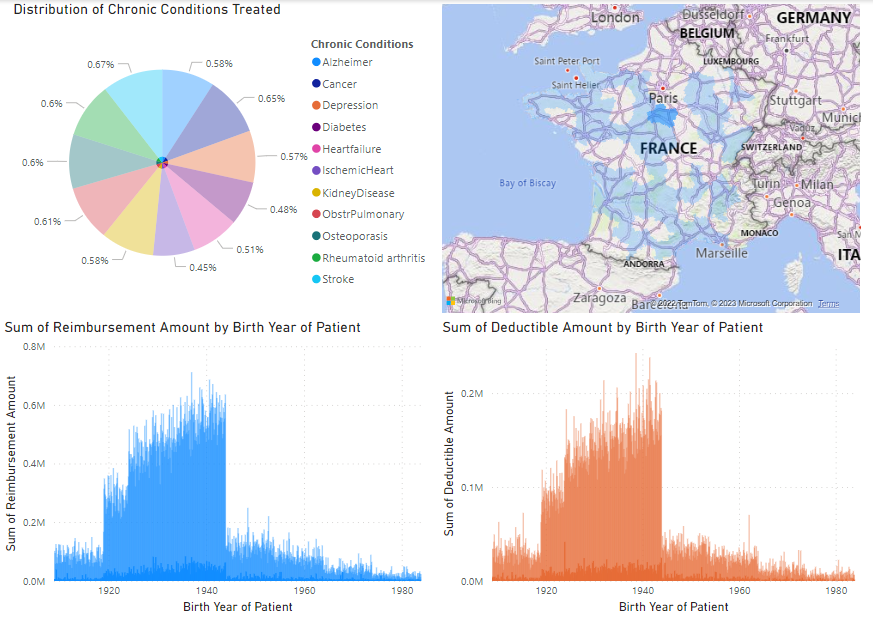 Distribution of Chronic Conditions Treated
0.67%
0.58%
0.6%
0.65%
0.6%
0.57%
0.61%
0.48%
0.58%
0.51%
0.45%
Chronic Conditions
Alzheimer
Cancer
Depression
Diabetes
Heartfailure
IschemicHeart
KidneyDisease
ObstrPulmonary
Osteoporasis
Rheumatoid arthritis
Stroke
London
Dusseldorf
GERMANY
BELGIUM
Frankfurt
Saint Peter Port
LUXEMBOURG
Saint Helier
Paris
Stuttgart
Munich
Vaduz
FRANCE
SWITZERLAND
Bay of Biscay
Turin
Milan
Genoa
MONACO
San M
Marseille
ITA
ANDORRA
Zaragoza
Microsoft Bing
© 2022 TomTom, © 2023 Microsoft Corporation Terms
Sum of Reimbursement Amount by Birth Year of Patient
Sum of Reimbursement Amount
0.8M
0.6M
0.4M
0.2M
0.0M
1920
1940
1960
1980
Birth Year of Patient
Sum of Deductible Amount by Birth Year of Patient
Sum of Deductible Amount
0.2M
0.1M
0.0M
1920
1940
1960
1980
Birth Year of Patient